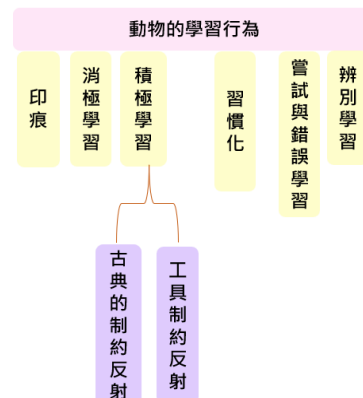 動物的學習行為
印痕
消極學習
積極學習
習慣化
嘗試與錯誤學習
辨別學習
古典的制約反射
工具制約反射